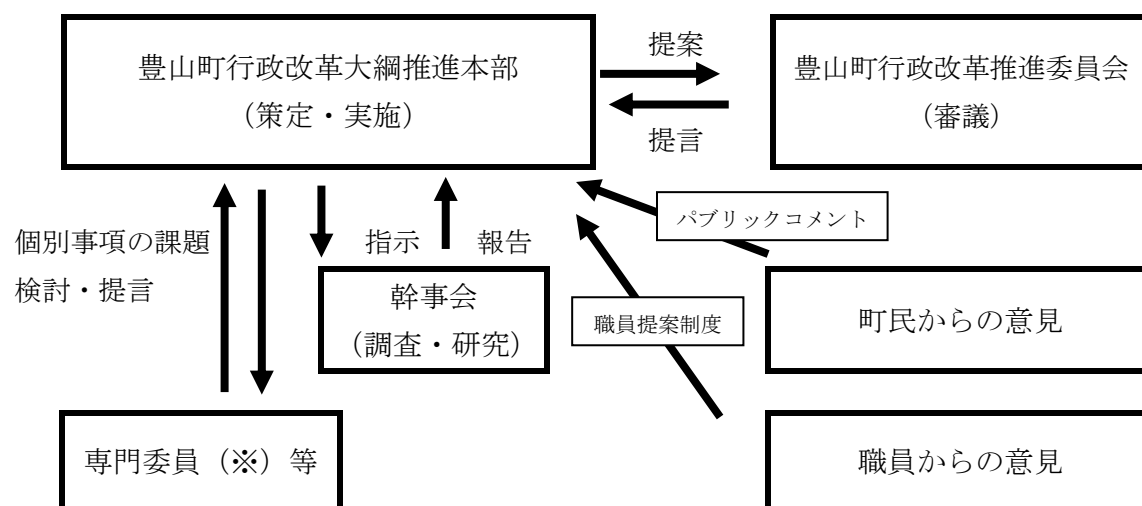 豊山町行政改革大綱推進本部
（策定・実施）
提案
提言
豊山町行政改革推進委員会
（審議）
個別事項の課題
検討・提言
指示
報告
パブリックコメント
幹事会
（調査・研究）
職員提案制度
町民からの意見
専門委員（※）等
職員からの意見